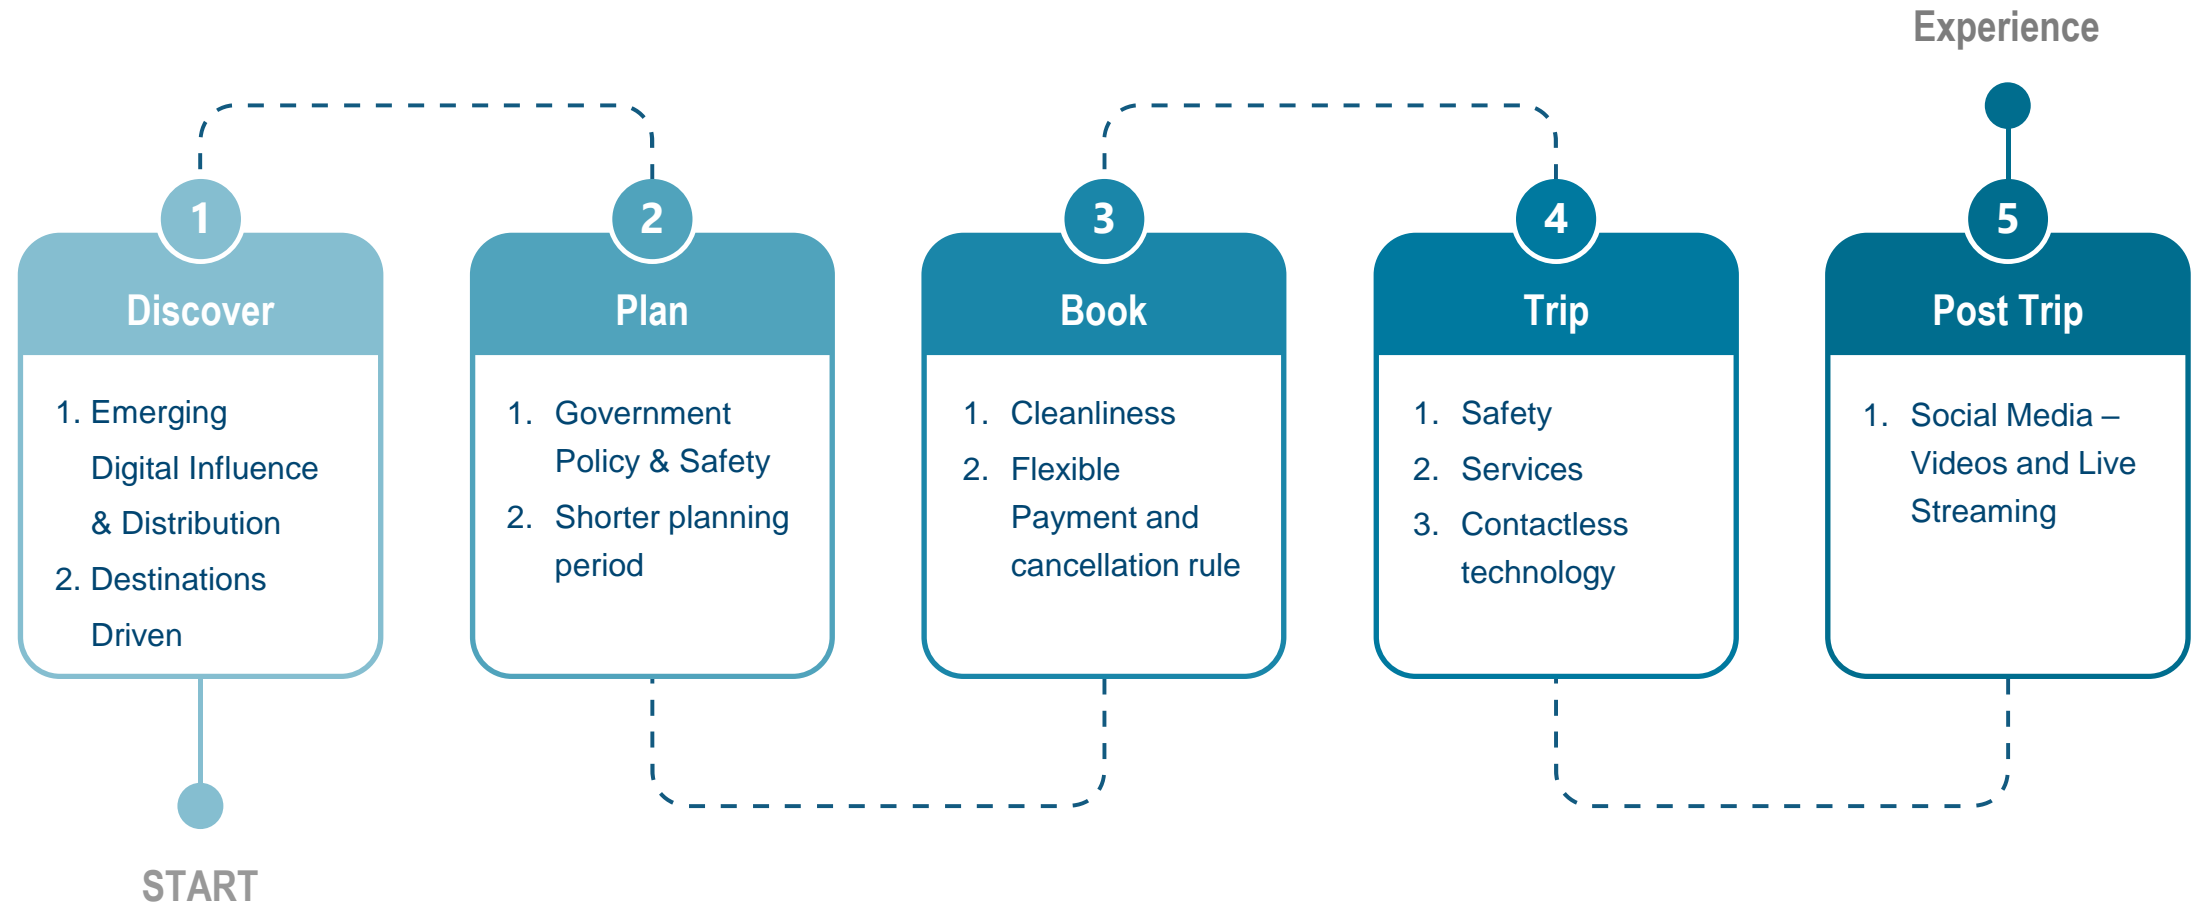 Experience
1
Discover
1. Emerging
Digital Influence
& Distribution
2. Destinations
Driven
START
2
Plan
1. Government
Policy & Safety
2. Shorter planning
period
3
Book
1. Cleanliness
2. Flexible
Payment and
cancellation rule
4
Trip
1. Safety
2. Services
3. Contactless
technology
5
Post Trip
1. Social Media –
Videos and Live
Streaming